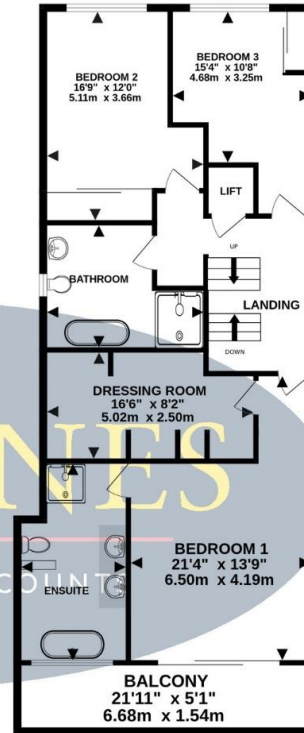 BEDROOM 2
16'9" x 12'0"
5.11m x 3.66m
BEDROOM 3
15'4" x 10'8"
4.68m x 3.25m
LIFT
UP
BATHROOM
LANDING
DOWN
DRESSING ROOM
16'6" x 8'2"
5.02m x 2.50m
NES
BEDROOM 1
21'4" x 13'9"
6.50m x 4.19m
COUNT
ENSUITE
BALCONY
21'11" x 5'1"
6.68m x 1.54m